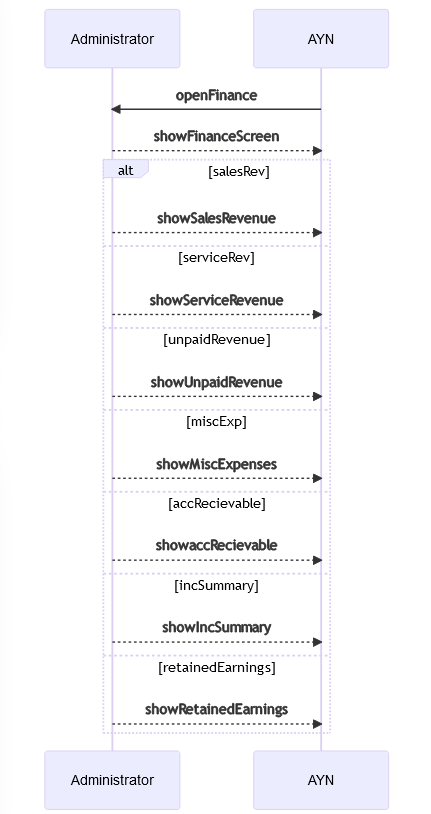 Administrator
AYN
openFinance
showFinanceScreen
alt
[salesRev]
showSalesRevenue
[serviceRev]
showServiceRevenue
[unpaidRevenue]
showUnpaidRevenue
[miscExp]
showMiscExpenses
[accRecievable]
showaccRecievable
[incSummary]
showIncSummary
[retainedEarnings]
showRetainedEarnings
Administrator
AYN